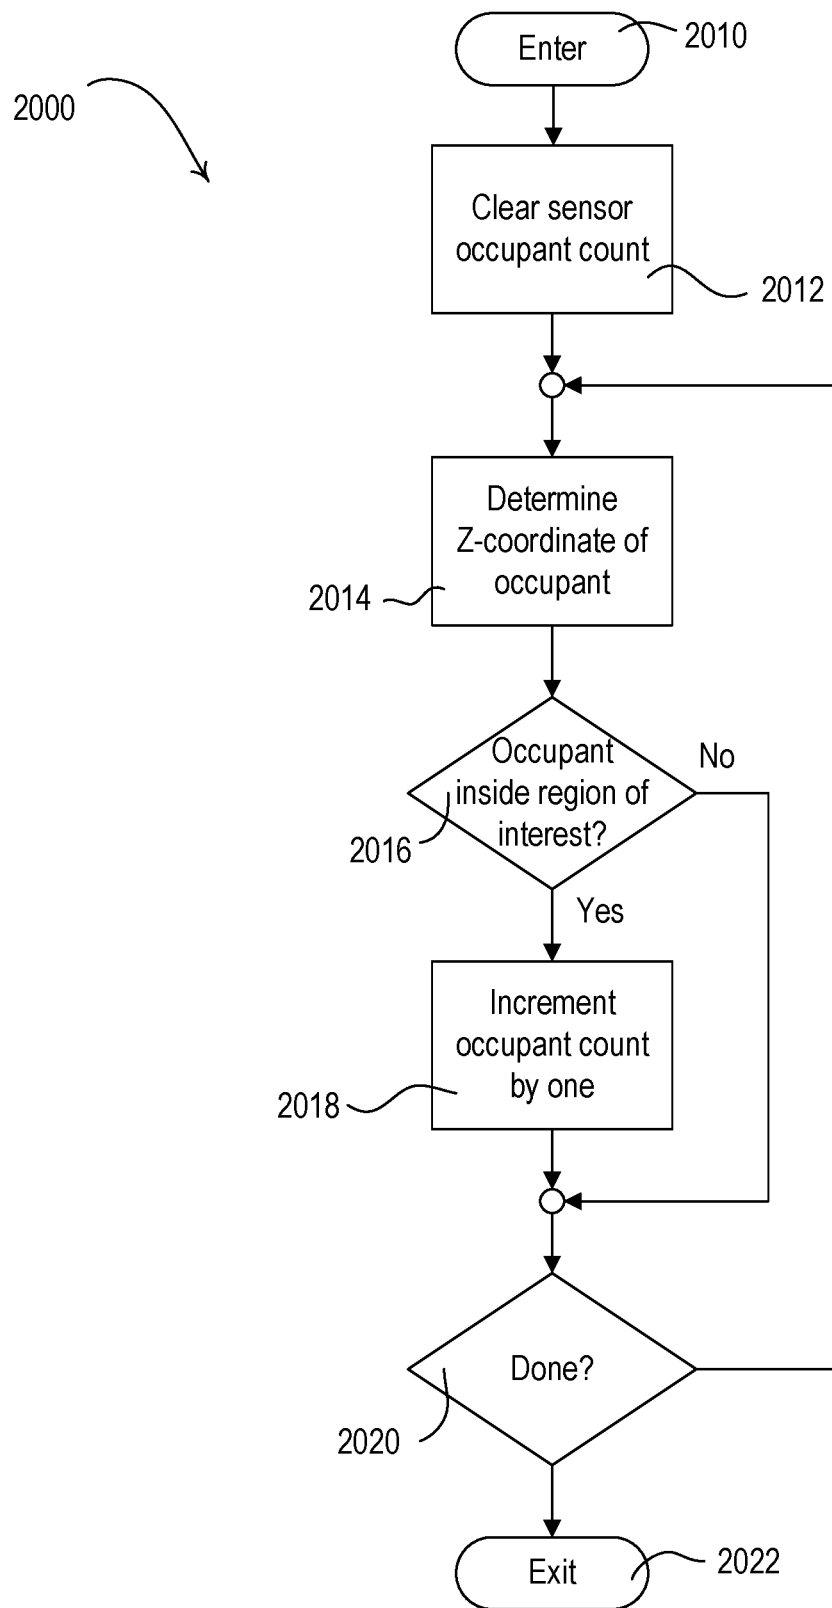 Enter
2010
2000
Clear sensor
occupant count
2012
Determine
Z-coordinate of
occupant
2014
Occupant
inside region of
interest?
No
2016
Yes
Increment
occupant count
by one
2018
Done?
2020
Exit
2022